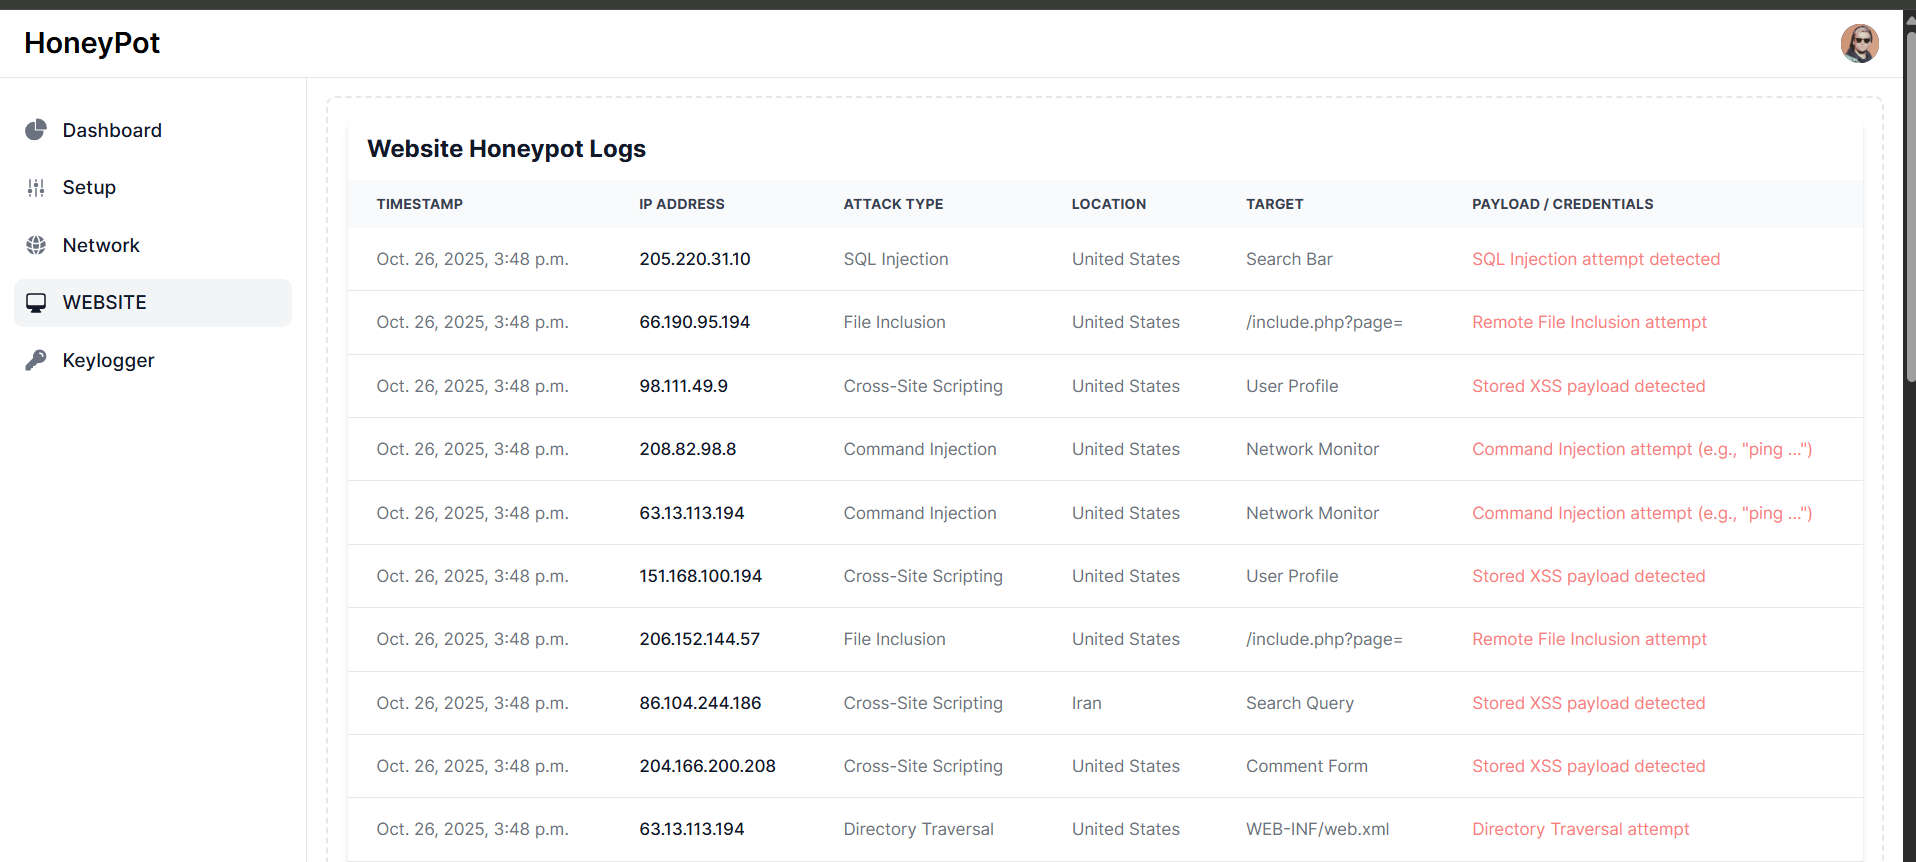 HoneyPot
Dashboard
Setup
Network
WEBSITE
Keylogger
Website Honeypot Logs
TIMESTAMP IP ADDRESS ATTACK TYPE LOCATION TARGET PAYLOAD / CREDENTIALS
Oct. 26, 2025, 3:48 p.m. 205.220.31.10 SQL Injection United States Search Bar SQL Injection attempt detected
Oct. 26, 2025, 3:48 p.m. 66.190.95.194 File Inclusion United States /include.php?page= Remote File Inclusion attempt
Oct. 26, 2025, 3:48 p.m. 98.111.49.9 Cross-Site Scripting United States User Profile Stored XSS payload detected
Oct. 26, 2025, 3:48 p.m. 208.82.98.8 Command Injection United States Network Monitor Command Injection attempt (e.g., "ping ...")
Oct. 26, 2025, 3:48 p.m. 63.13.113.194 Command Injection United States Network Monitor Command Injection attempt (e.g., "ping ...")
Oct. 26, 2025, 3:48 p.m. 151.168.100.194 Cross-Site Scripting United States User Profile Stored XSS payload detected
Oct. 26, 2025, 3:48 p.m. 206.152.144.57 File Inclusion United States /include.php?page= Remote File Inclusion attempt
Oct. 26, 2025, 3:48 p.m. 86.104.244.186 Cross-Site Scripting Iran Search Query Stored XSS payload detected
Oct. 26, 2025, 3:48 p.m. 204.166.200.208 Cross-Site Scripting United States Comment Form Stored XSS payload detected
Oct. 26, 2025, 3:48 p.m. 63.13.113.194 Directory Traversal United States WEB-INF/web.xml Directory Traversal attempt